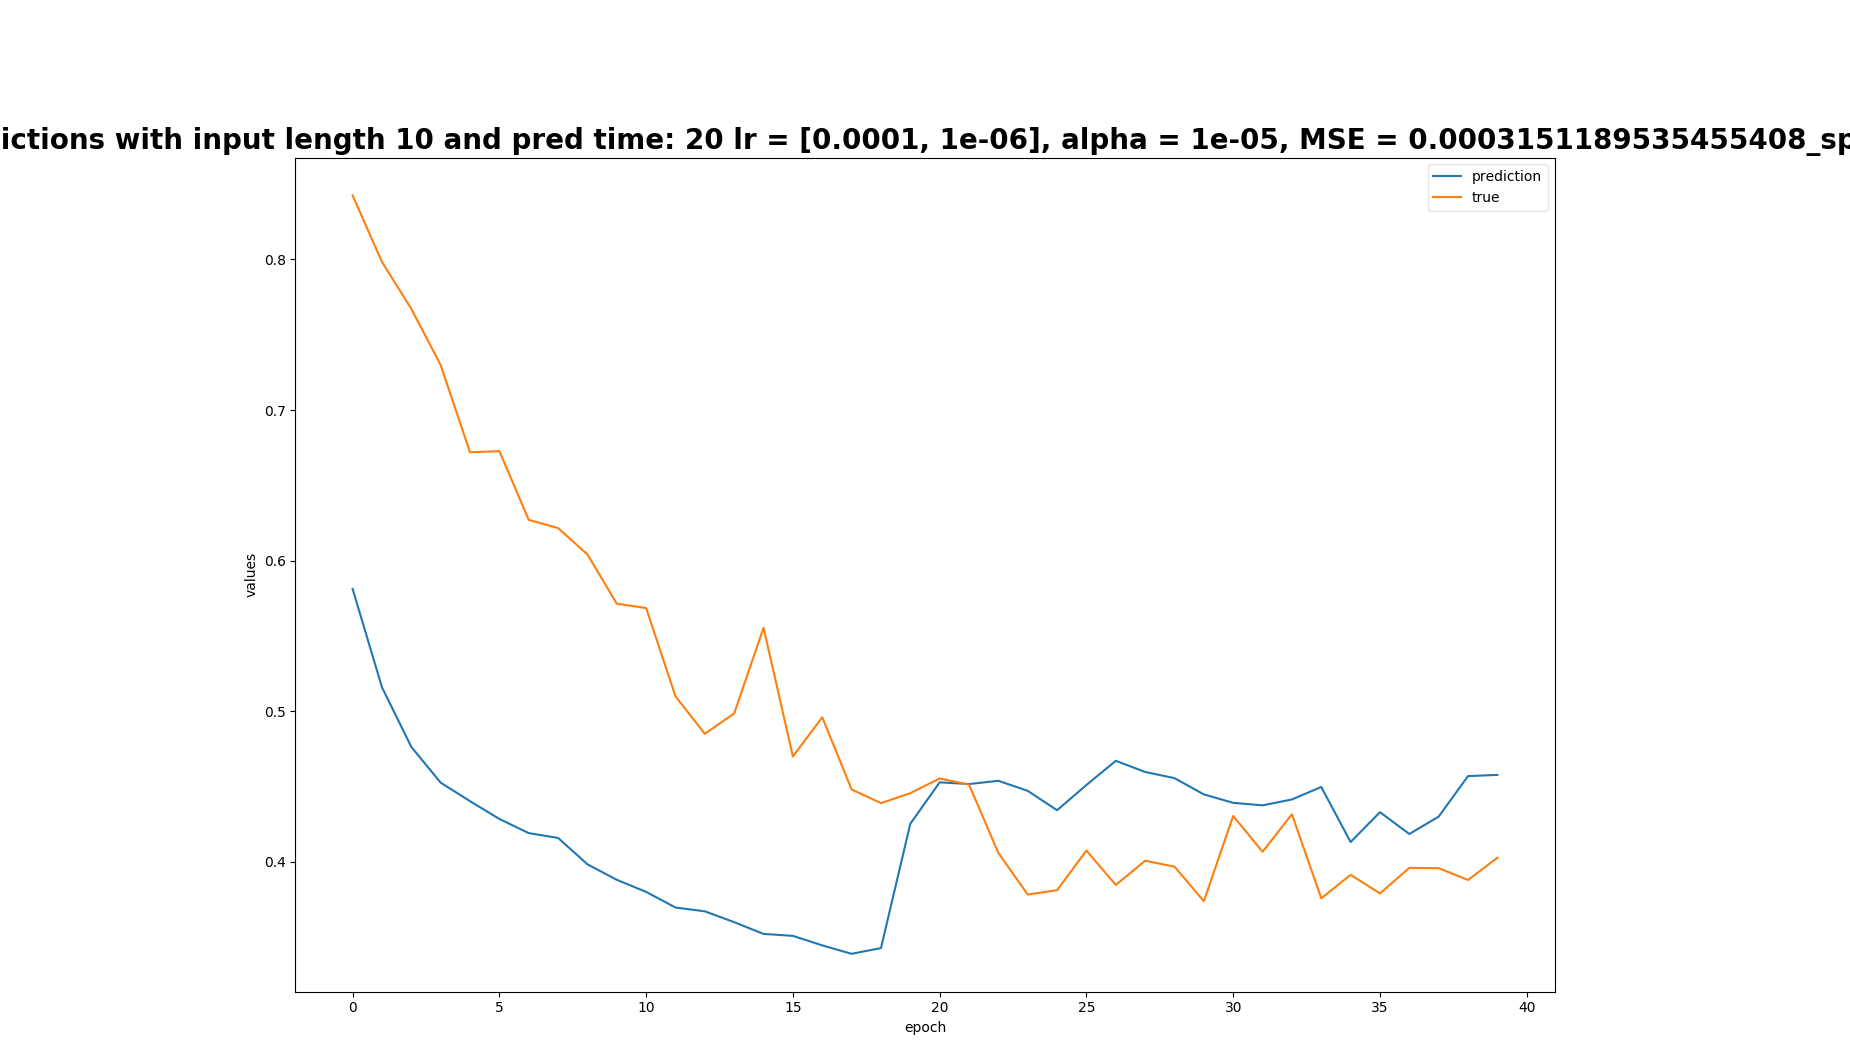 ictions with input length 10 and pred time: 20 lr = [0.0001, 1e-06], alpha = 1e-05, MSE = 0.0003151189535455408_sp
prediction
true
0.8
0.7
0.6
0.5
0.4
values
0 5 10 15 20 25 30 35 40
epoch